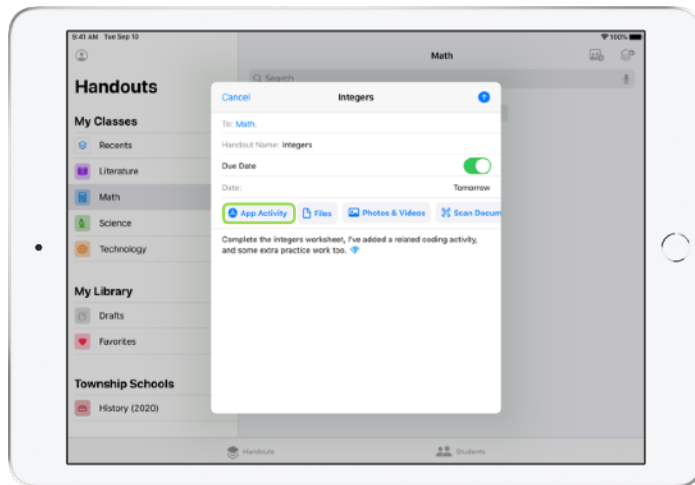 9:41 AM Tue Sep 10
100%
Math
Handouts
Search
My Classes
Recents
Literature
Math
Science
Technology
My Library
Drafts
Favorites
Township Schools
History (2020)
Cancel
Integers
To: Math,
Handout Name: Integers
Due Date
Date: Tomorrow
App Activity
Files
Photos & Videos
Scan Docum
Complete the integers worksheet, I've added a related coding activity,
and some extra practice work too.
Handouts
Students